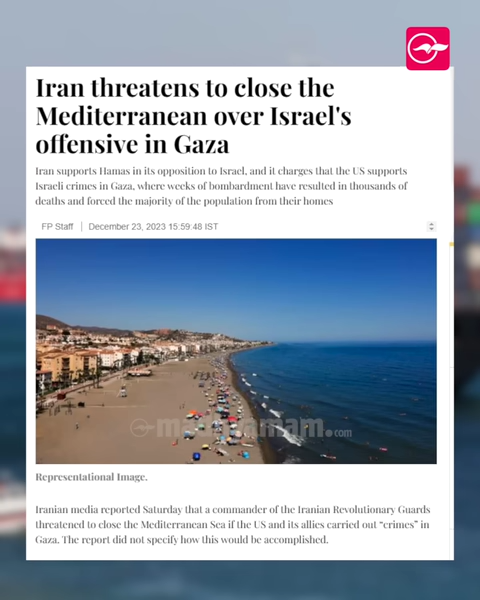 Iran threatens to close the
Mediterranean over Israel's
offensive in Gaza
Iran supports Hamas in its opposition to Israel, and it charges that the US supports
Israeli crimes in Gaza, where weeks of bombardment have resulted in thousands of
deaths and forced the majority of the population from their homes
FP Staff | December 23, 2023 15:59:48 IST
madhyamam.com
Representational Image.
Iranian media reported Saturday that a commander of the Iranian Revolutionary Guards
threatened to close the Mediterranean Sea if the US and its allies carried out “crimes” in
Gaza. The report did not specify how this would be accomplished.